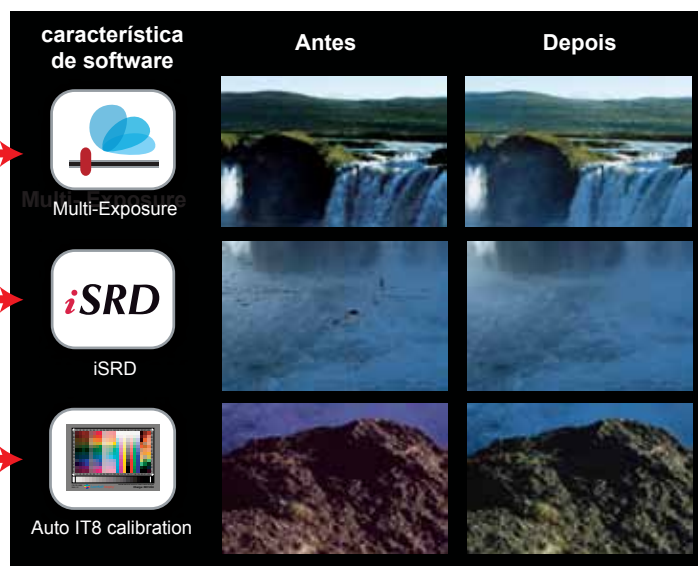 característica
de software
Antes
Depois
Multi-Exposure
Multi-Exposure
iSRD
iSRD
Auto IT8 calibration